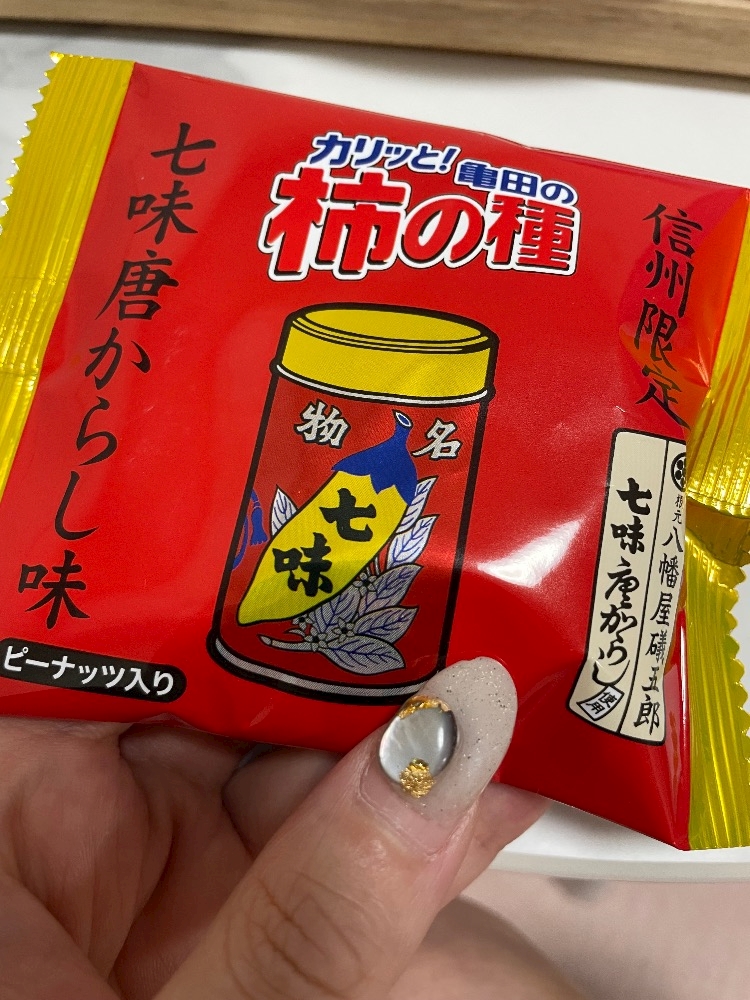 カリッと!亀田の
柿の種
七味唐からし味
信州限定
名物
七味
根元 八幡屋礒五郎
七味唐からし
使用
ピーナッツ入り